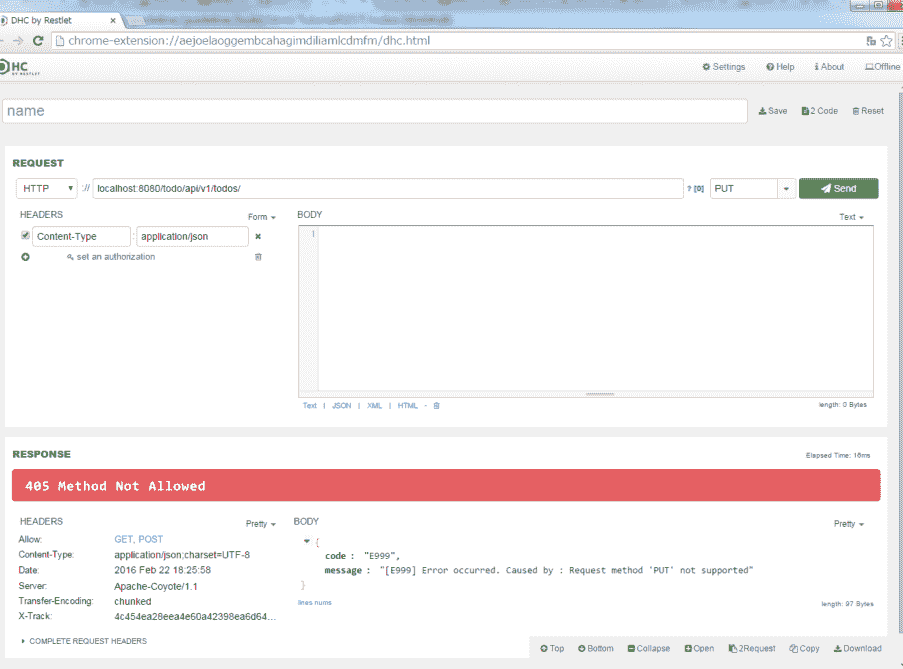 DHC by Restlet
chrome-extension://aejoelaoggembcahagimdiliamlcdmfm/dhc.html
HC
BY RESTLET
Settings Help About Offline
name
Save 2 Code Reset
REQUEST
HTTP :// localhost:8080/todo/api/v1/todos/ ? [0] PUT Send
HEADERS Form BODY Text
Content-Type : application/json 1
set an authorization
Text | JSON | XML | HTML - length: 0 Bytes
RESPONSE Elapsed Time: 16ms
405 Method Not Allowed
HEADERS Pretty BODY Pretty
Allow: GET, POST {
Content-Type: application/json;charset=UTF-8 code : "E999",
Date: 2016 Feb 22 18:25:58 message : "[E999] Error occurred. Caused by : Request method 'PUT' not supported"
Server: Apache-Coyote/1.1 }
Transfer-Encoding: chunked lines nums length: 97 Bytes
X-Track: 4c454ea28eea4e60a42398ea6d64...
COMPLETE REQUEST HEADERS
Top Bottom Collapse Open 2Request Copy Download